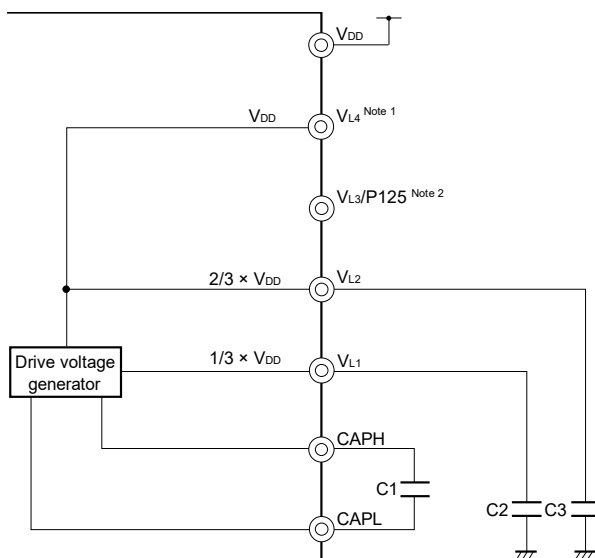 VDD
VDD
VL4 Note 1
VL3/P125 Note 2
2/3 × VDD
VL2
1/3 × VDD
VL1
Drive voltage
generator
CAPH
C1
C2
C3
CAPL